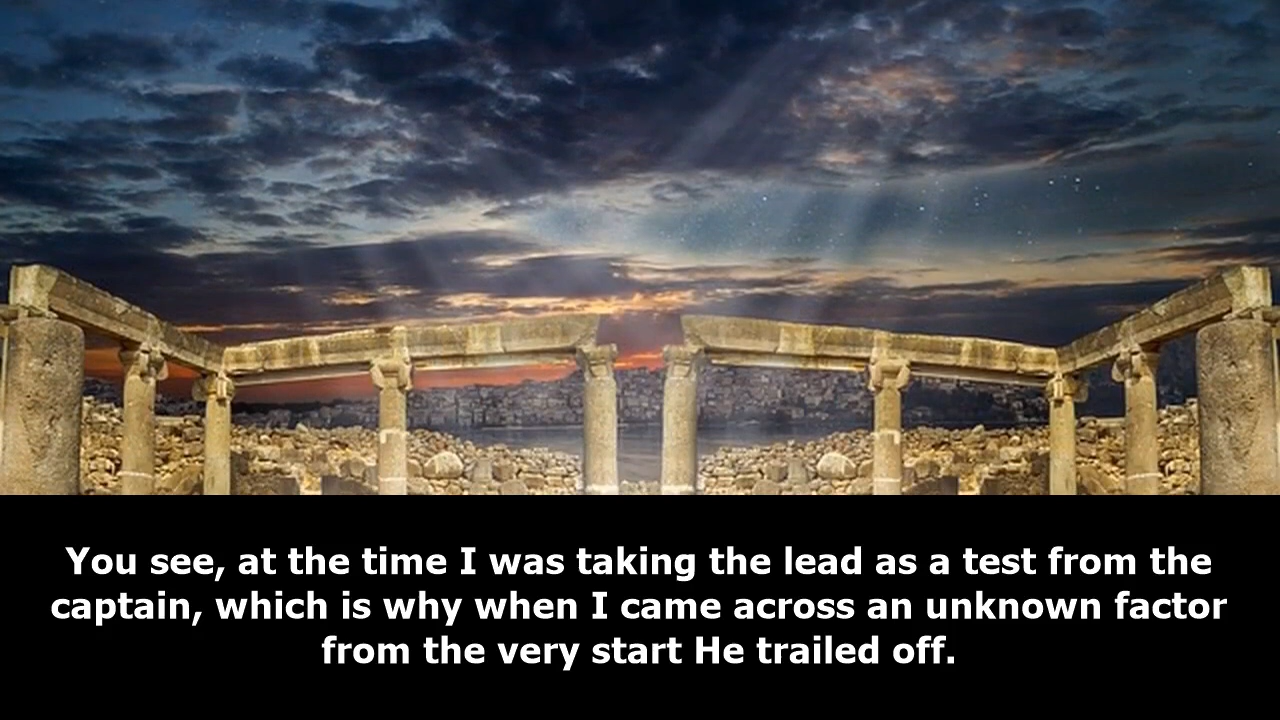 You see, at the time I was taking the lead as a test from the
captain, which is why when I came across an unknown factor
from the very start He trailed off.